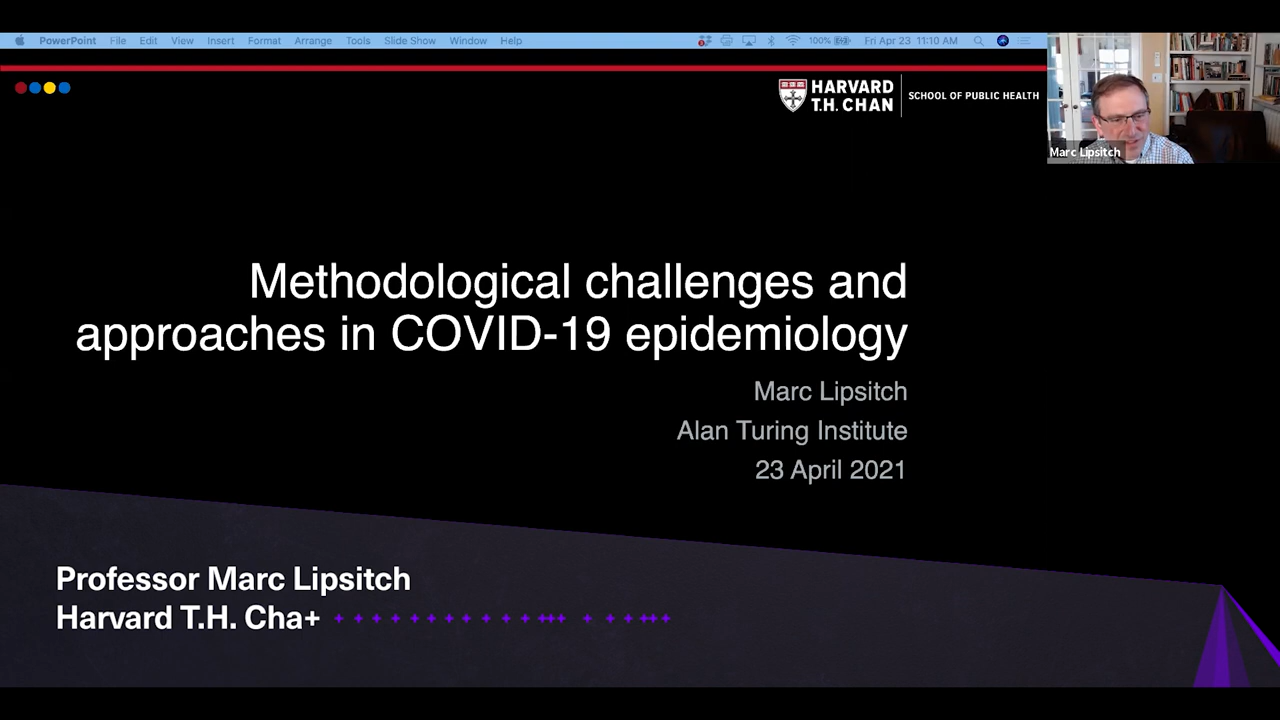 PowerPoint File Edit View Insert Format Arrange Tools Slide Show Window Help 100% Fri Apr 23 11:10 AM
HARVARD
T.H. CHAN
SCHOOL OF PUBLIC HEALTH
Marc Lipsitch
Methodological challenges and
approaches in COVID-19 epidemiology
Marc Lipsitch
Alan Turing Institute
23 April 2021
Professor Marc Lipsitch
Harvard T.H. Cha+